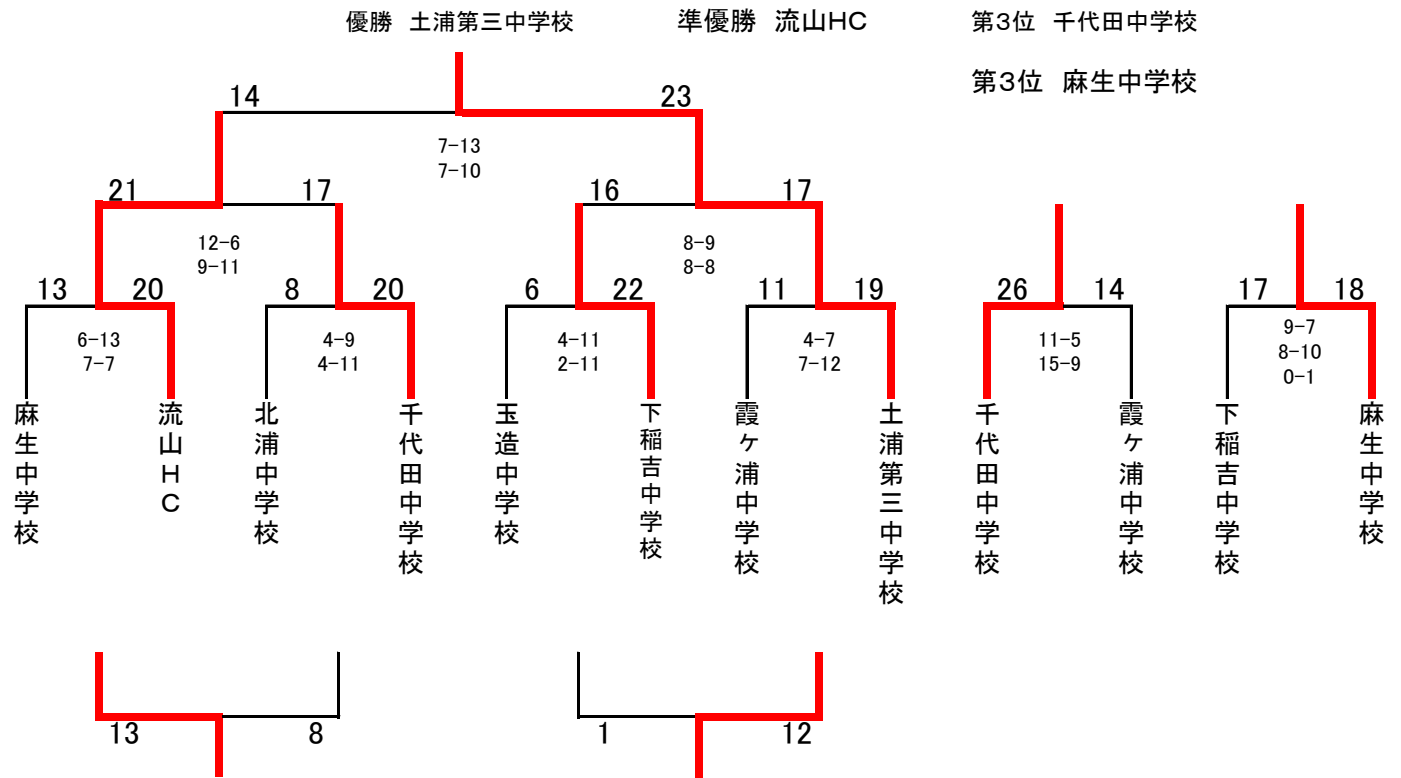 優勝 土浦第三中学校 準優勝 流山HC 第3位 千代田中学校
第3位 麻生中学校
14 23
7-13
7-10
21 17 16 17
12-6 8-9
9-11 8-8
13 20 8 20 6 22 11 19 26 14 17 18
6-13 4-9 4-11 4-7 11-5 9-7
7-7 4-11 2-11 7-12 15-9 8-10
0-1
麻生中学校
流山HC
北浦中学校
千代田中学校
玉造中学校
下稲吉中学校
霞ヶ浦中学校
土浦第三中学校
千代田中学校
霞ヶ浦中学校
下稲吉中学校
麻生中学校
13 8 1 12